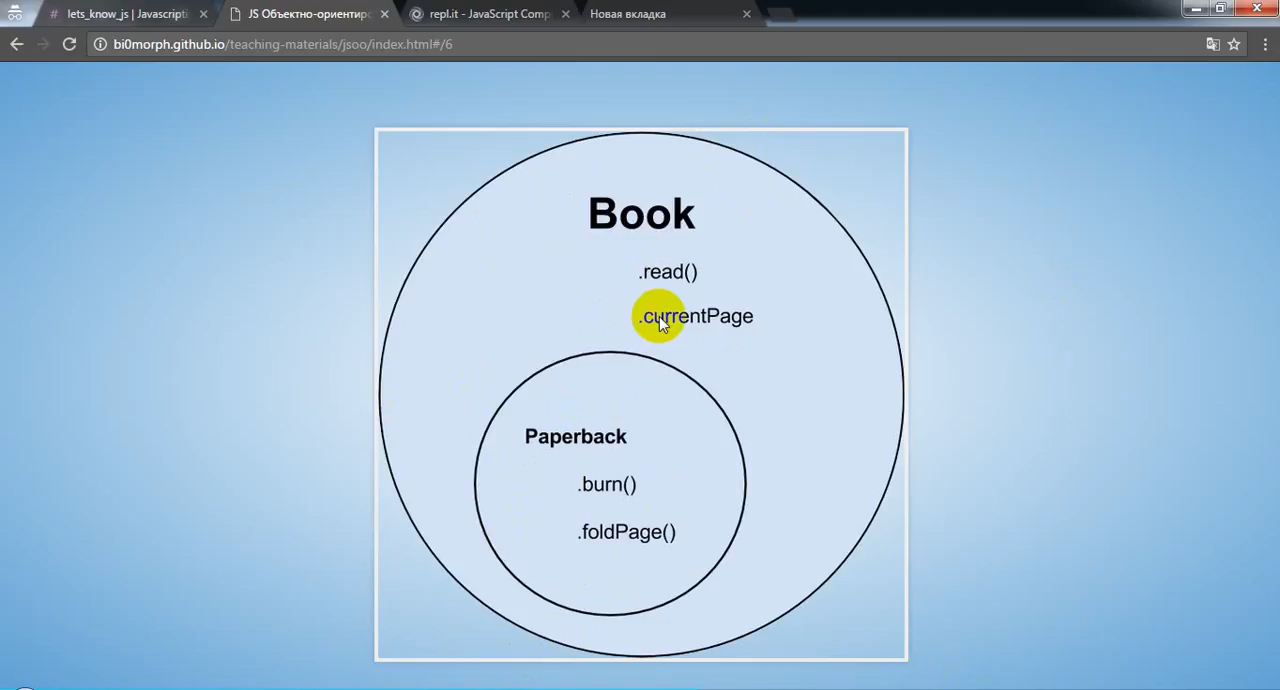 # lets_know_js | Javascripti
JS Объектно-ориентирс
repl.it - JavaScript Comp
Новая вкладка
bi0morph.github.io/teaching-materials/jsoo/index.html#/6
Book
.read()
.currentPage
Paperback
.burn()
.foldPage()